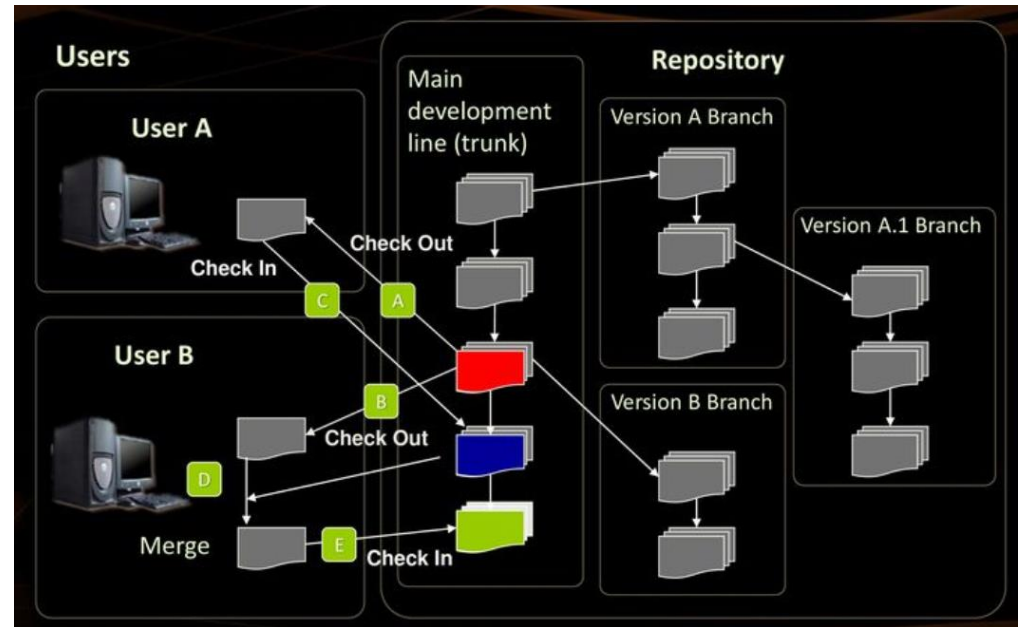 Users
Repository
User A
Main
development
line (trunk)
Version A Branch
Version A.1 Branch
Check Out
Check In
C
A
User B
B
Version B Branch
Check Out
D
Merge
E
Check In